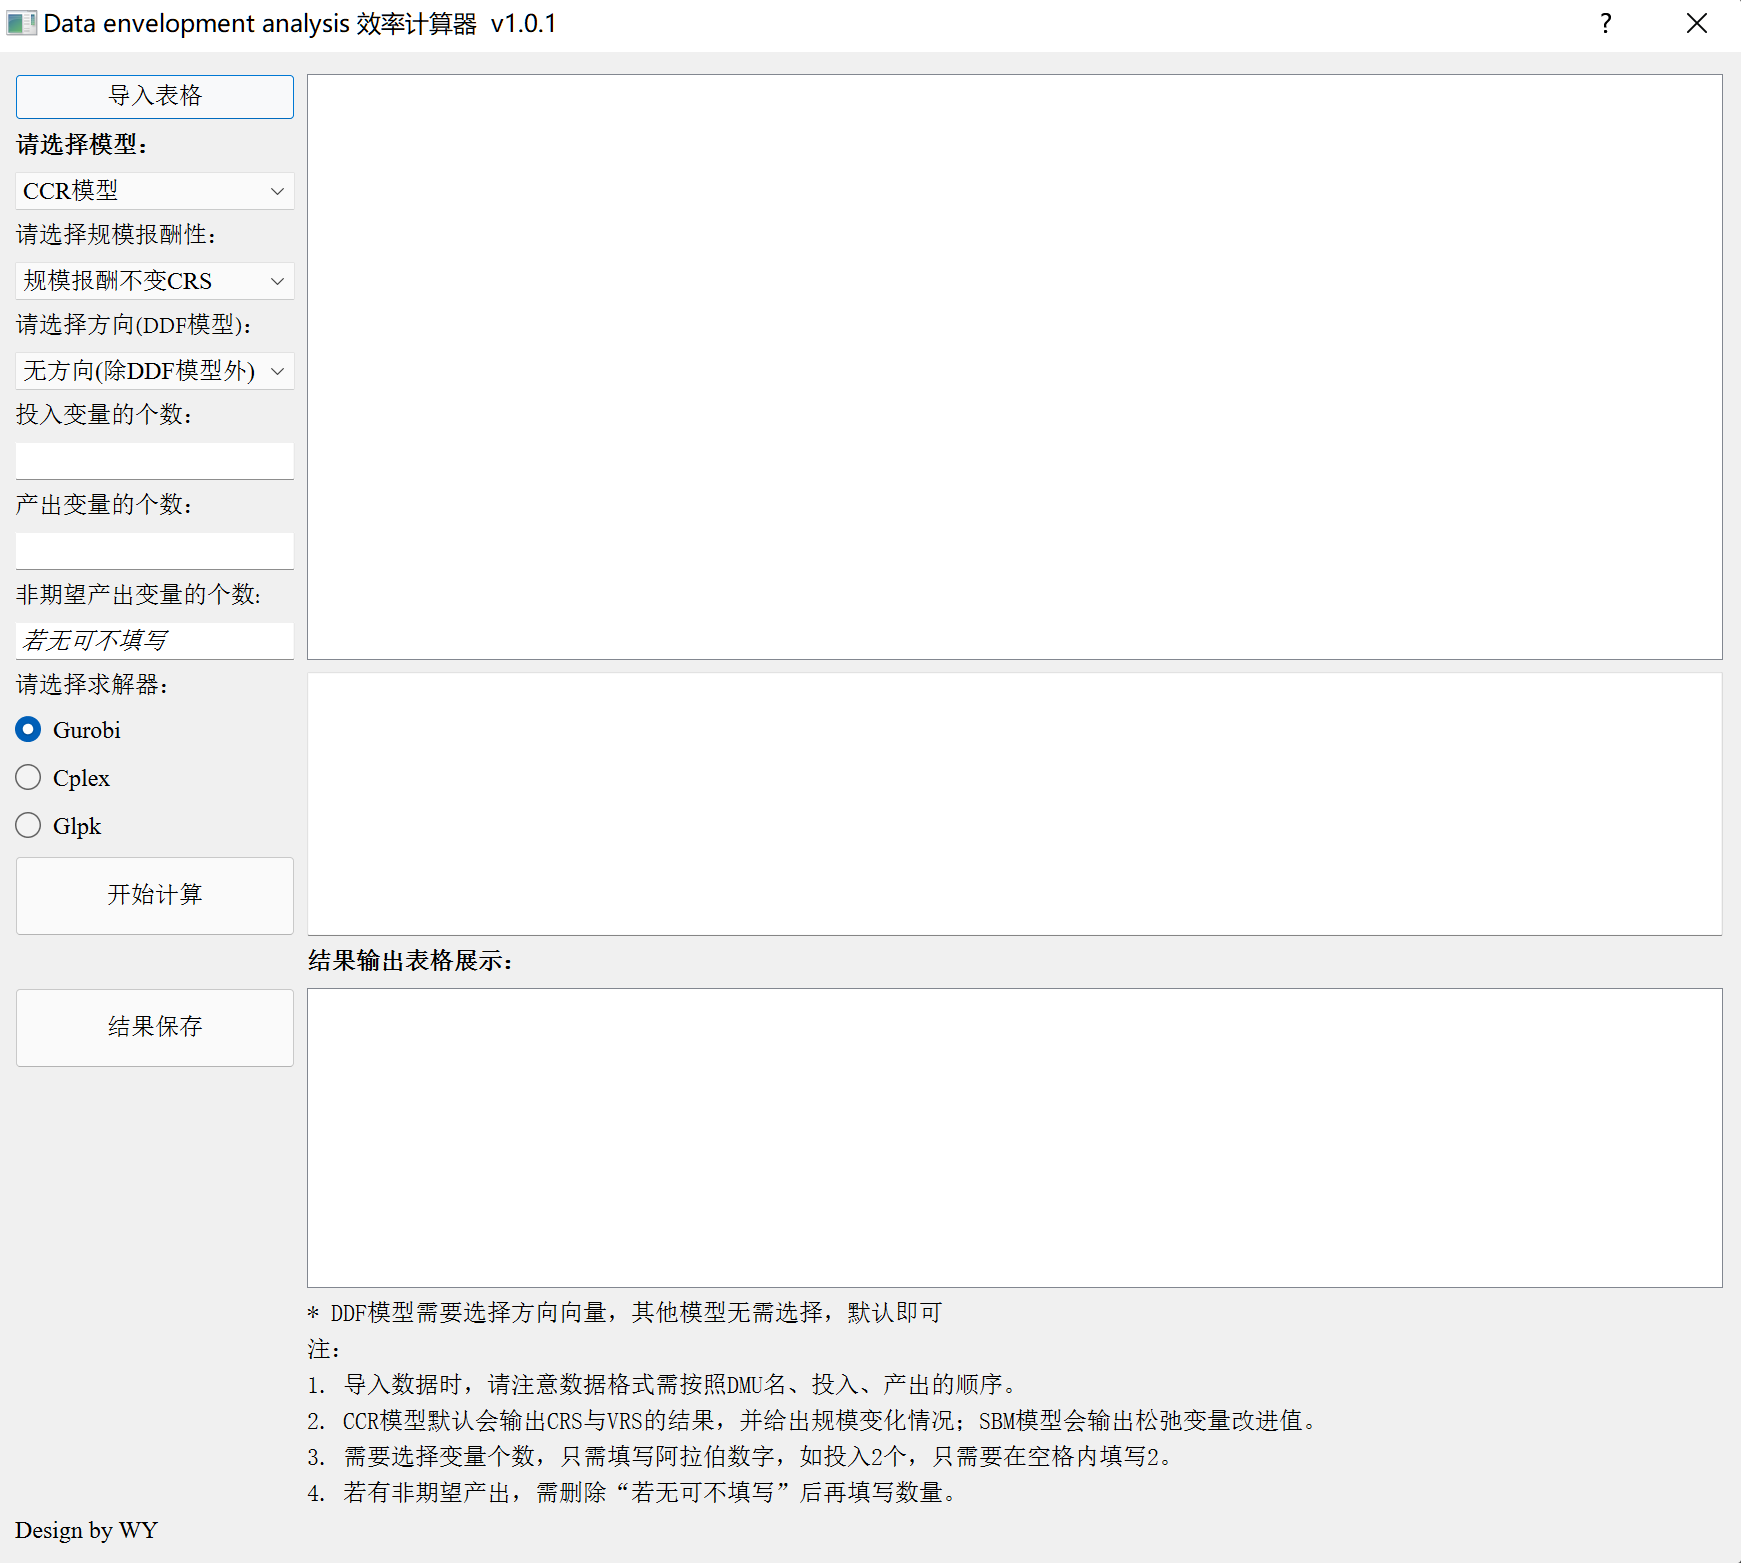 Data envelopment analysis 效率计算器 v1.0.1
导入表格
请选择模型：
CCR模型
请选择规模报酬性：
规模报酬不变CRS
请选择方向(DDF模型)：
无方向(除DDF模型外)
投入变量的个数：
产出变量的个数：
非期望产出变量的个数:
若无可不填写
请选择求解器：
Gurobi
Cplex
Glpk
开始计算
结果输出表格展示：
结果保存
* DDF模型需要选择方向向量，其他模型无需选择，默认即可
注：
1. 导入数据时，请注意数据格式需按照DMU名、投入、产出的顺序。
2. CCR模型默认会输出CRS与VRS的结果，并给出规模变化情况；SBM模型会输出松弛变量改进值。
3. 需要选择变量个数，只需填写阿拉伯数字，如投入2个，只需要在空格内填写2。
4. 若有非期望产出，需删除“若无可不填写”后再填写数量。
Design by WY